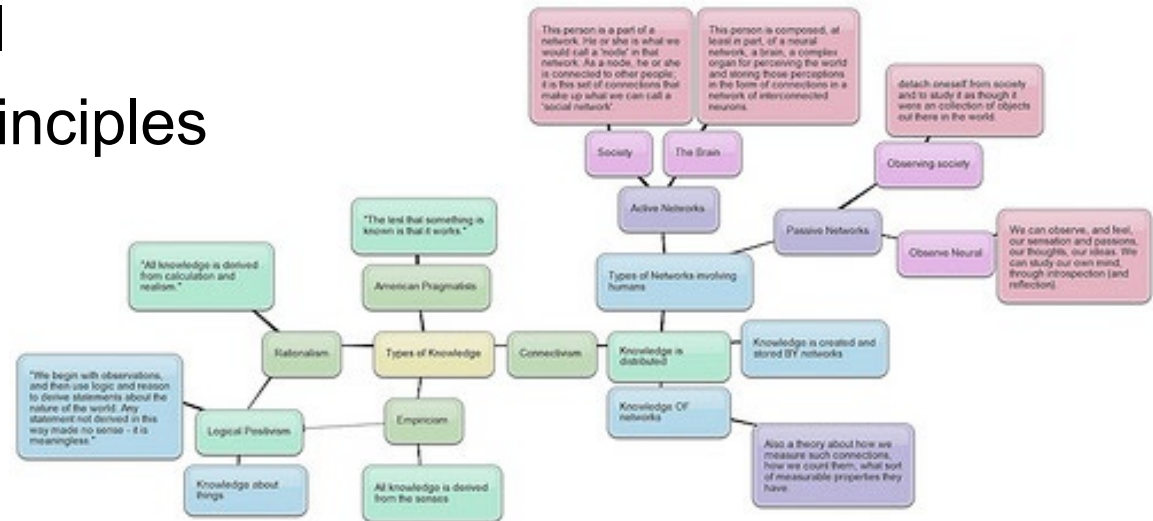 inciples
This person is a part of a
network. He or she is what we
would call a 'node' in that
network. As a node, he or she
is connected to other people;
it is this set of connections that
make up what we can call a
'social network'
This person is composed, at
least in part, of a neural
network, a brain, a complex
organ for perceiving the world
and storing those perceptions
in the form of connections in a
network of interconnected
neurons.
detach oneself from society
and to study it as though it
were an collection of objects
out there in the world.
Society
The Brain
Observing society
Active Networks
Passive Networks
Observe Neural
We can observe, and feel,
our sensation and passions,
our thoughts, our ideas. We
can study our own mind,
through introspection (and
reflection).
"The test that something is
known is that it works."
"All knowledge is derived
from calculation and
realism."
American Pragmatists
Types of Networks involving
humans
Rationalism
Types of Knowledge
Connectivism
Knowledge is
distributed
Knowledge is created and
stored BY networks
"We begin with observations,
and then use logic and reason
to derive statements about the
nature of the world. Any
statement not derived in this
way made no sense - it is
meaningless."
Logical Positivism
Empiricism
Knowledge OF
networks
Knowledge about
things
All knowledge is derived
from the senses
Also a theory about how we
measure such connections,
how we count them, what sort
of measurable properties they
have.